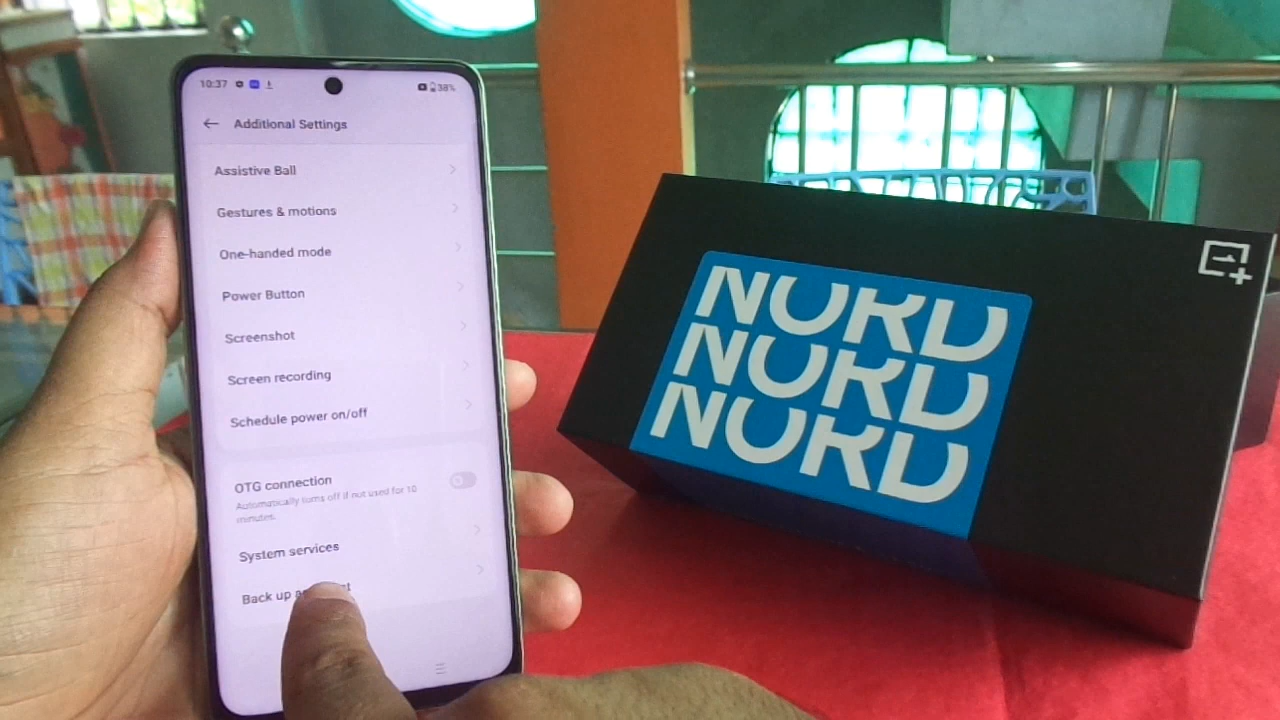 10:37
38%
Additional Settings
Assistive Ball
Gestures & motions
One-handed mode
Power Button
Screenshot
Screen recording
Schedule power on/off
OTG connection
Automatically turns off if not used for 10
minutes.
System services
Back up
NORD
NORD
NORD
1+